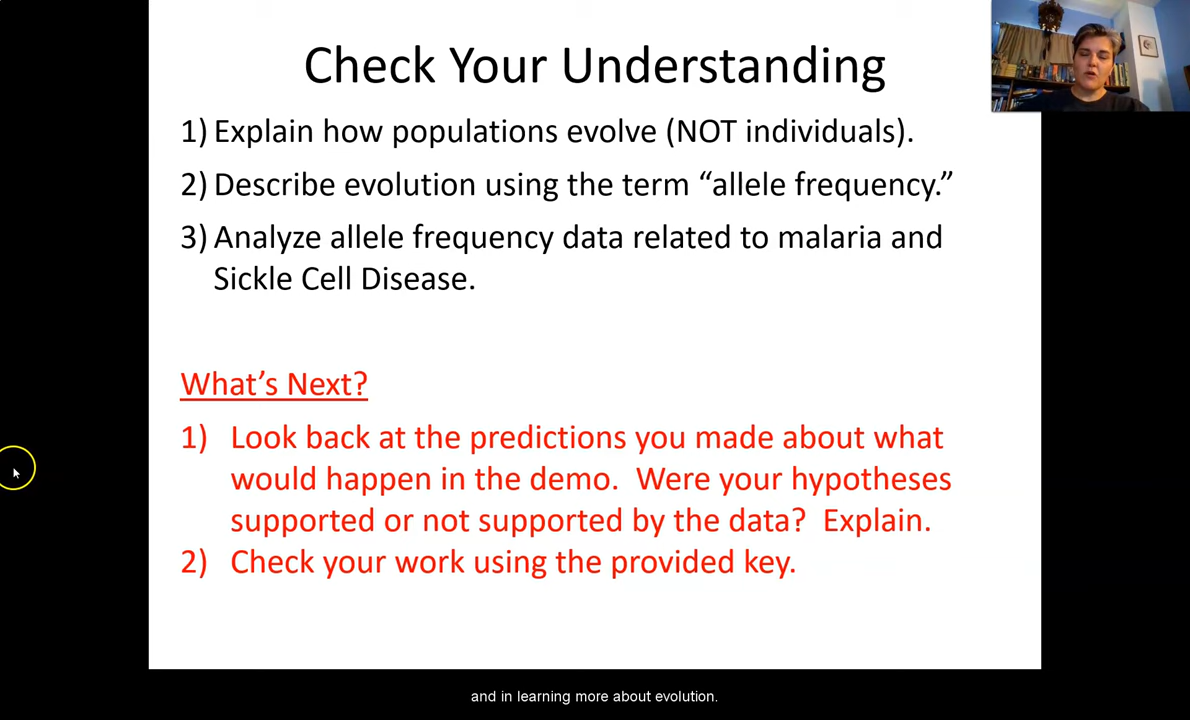 Check Your Understanding
1) Explain how populations evolve (NOT individuals).
2) Describe evolution using the term “allele frequency.”
3) Analyze allele frequency data related to malaria and
Sickle Cell Disease.
What’s Next?
1) Look back at the predictions you made about what
would happen in the demo.  Were your hypotheses
supported or not supported by the data?  Explain.
2) Check your work using the provided key.
and in learning more about evolution.